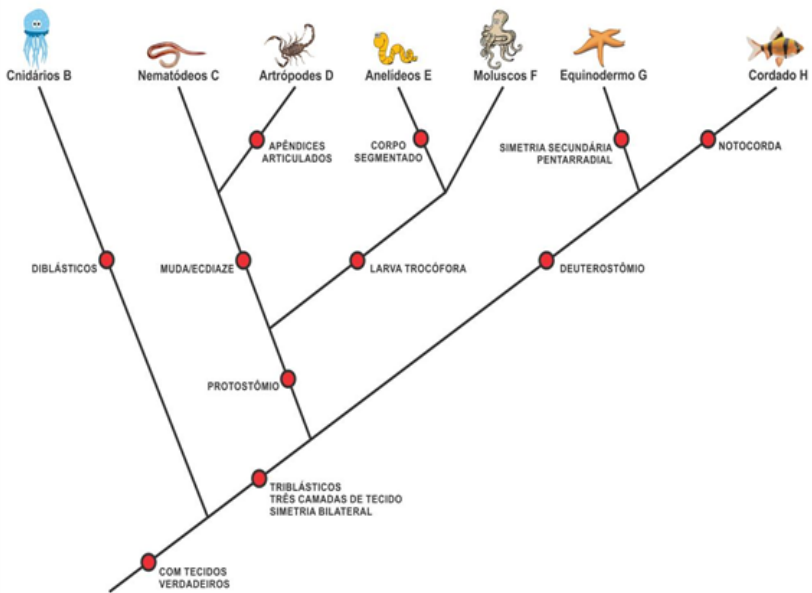 Cnidários B
Nematódeos C
Artrópodes D
Anelídeos E
Moluscos F
Equinodermo G
Cordado H
APÊNDICES
ARTICULADOS
CORPO
SEGMENTADO
SIMETRIA SECUNDÁRIA
PENTARRADIAL
NOTOCORDA
DIBLÁSTICOS
MUDA/ECDIAZE
LARVA TROCÓFORA
DEUTEROSTÔMIO
PROTOSTÔMIO
TRIBLÁSTICOS
TRÊS CAMADAS DE TECIDO
SIMETRIA BILATERAL
COM TECIDOS
VERDADEIROS